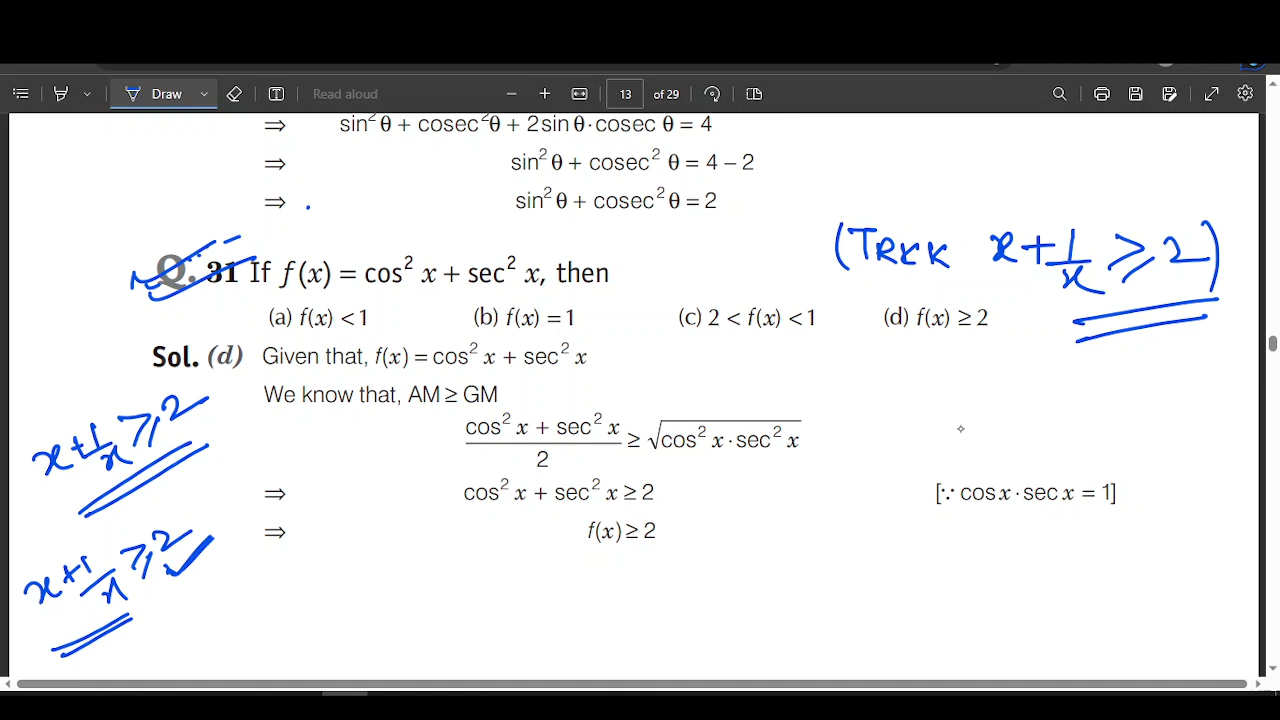 Draw
Read aloud
13 of 29
⇒ sin²θ + cosec²θ + 2sinθ·cosec θ = 4
⇒ sin²θ + cosec² θ = 4 – 2
⇒ sin²θ + cosec²θ = 2
(TRKK x + 1/x ≥ 2)
Q. 31 If f(x) = cos² x + sec² x, then
(a) f(x) < 1 (b) f(x) = 1 (c) 2 < f(x) < 1 (d) f(x) ≥ 2
Sol. (d) Given that, f(x) = cos² x + sec² x
We know that, AM ≥ GM
(cos² x + sec² x)/2 ≥ √(cos² x · sec² x)
x + 1/x ≥ 2
⇒ cos² x + sec² x ≥ 2 [∵ cos x · sec x = 1]
⇒ f(x) ≥ 2
x + 1/x ≥ 2